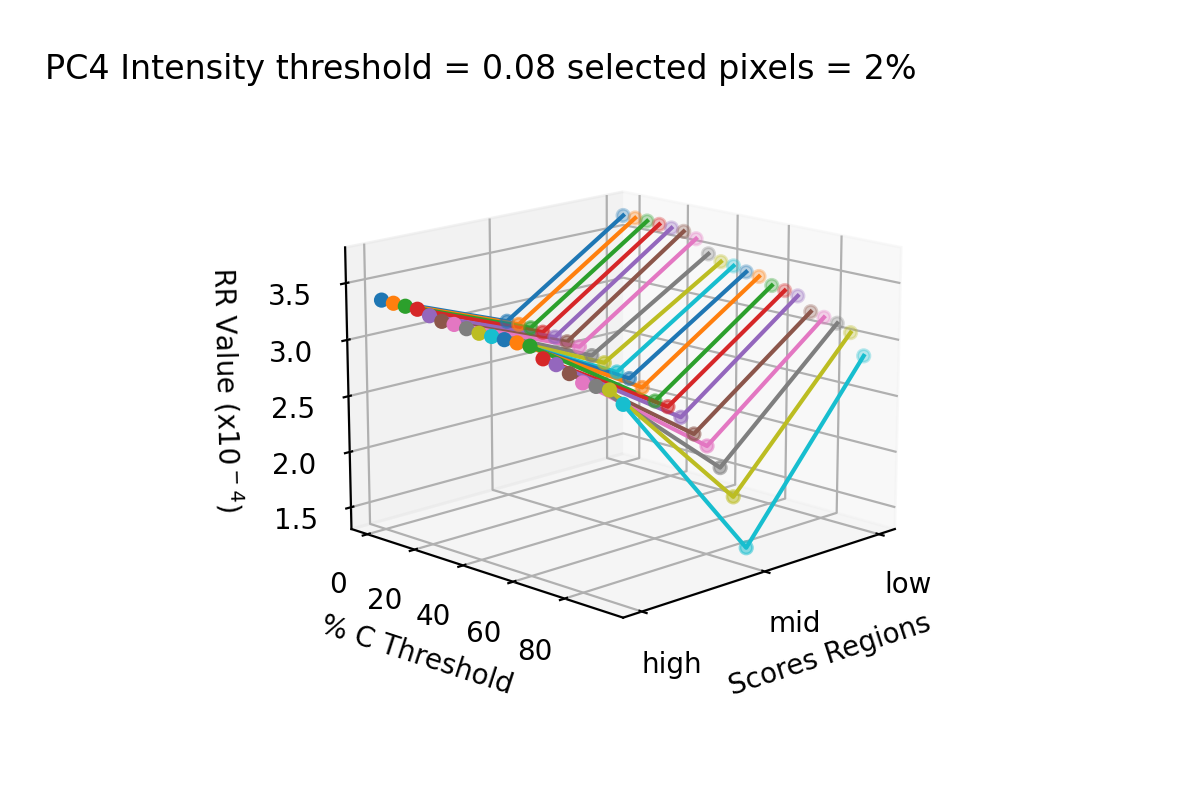 PC4 Intensity threshold = 0.08 selected pixels = 2%
RR Value (x10⁻⁴)
3.5
3.0
2.5
2.0
1.5
0
20
40
60
80
% C Threshold
high
mid
low
Scores Regions